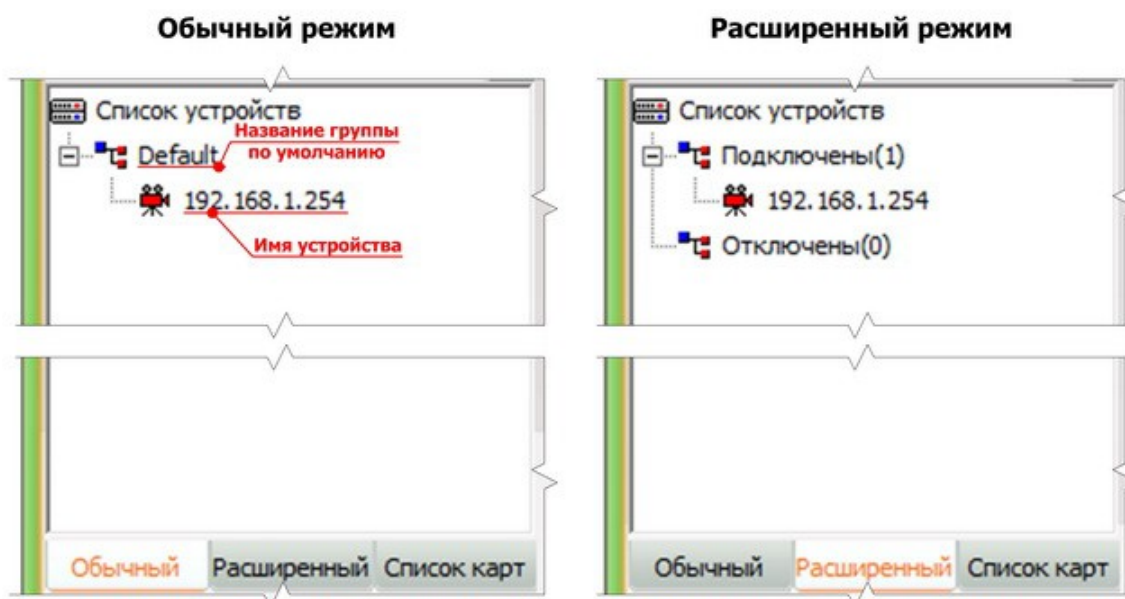 Обычный режим
Список устройств
Default
Название группы
по умолчанию
192.168.1.254
Имя устройства
Обычный Расширенный Список карт
Расширенный режим
Список устройств
Подключены(1)
192.168.1.254
Отключены(0)
Обычный Расширенный Список карт